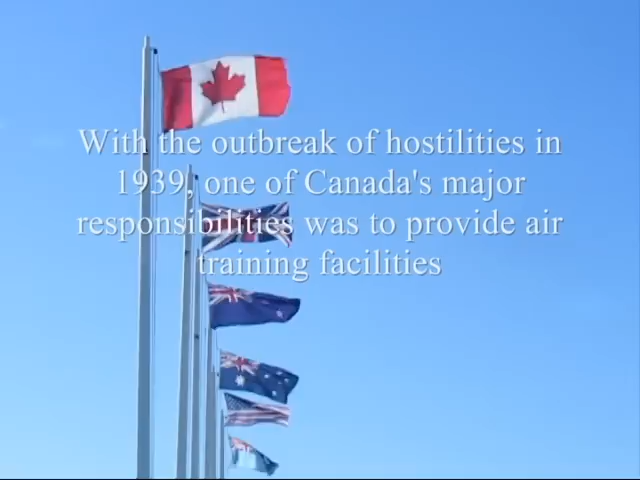 With the outbreak of hostilities in
1939, one of Canada's major
responsibilities was to provide air
training facilities